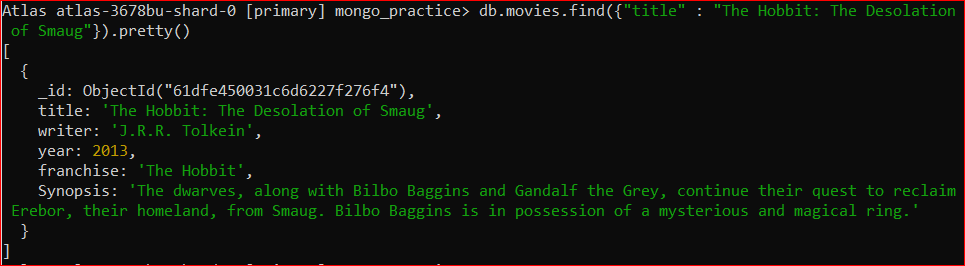 Atlas atlas-3678bu-shard-0 [primary] mongo_practice> db.movies.find({"title" : "The Hobbit: The Desolation
 of Smaug"}).pretty()
[
  {
    _id: ObjectId("61dfe450031c6d6227f276f4"),
    title: 'The Hobbit: The Desolation of Smaug',
    writer: 'J.R.R. Tolkein',
    year: 2013,
    franchise: 'The Hobbit',
    Synopsis: 'The dwarves, along with Bilbo Baggins and Gandalf the Grey, continue their quest to reclaim
 Erebor, their homeland, from Smaug. Bilbo Baggins is in possession of a mysterious and magical ring.'
  }
]